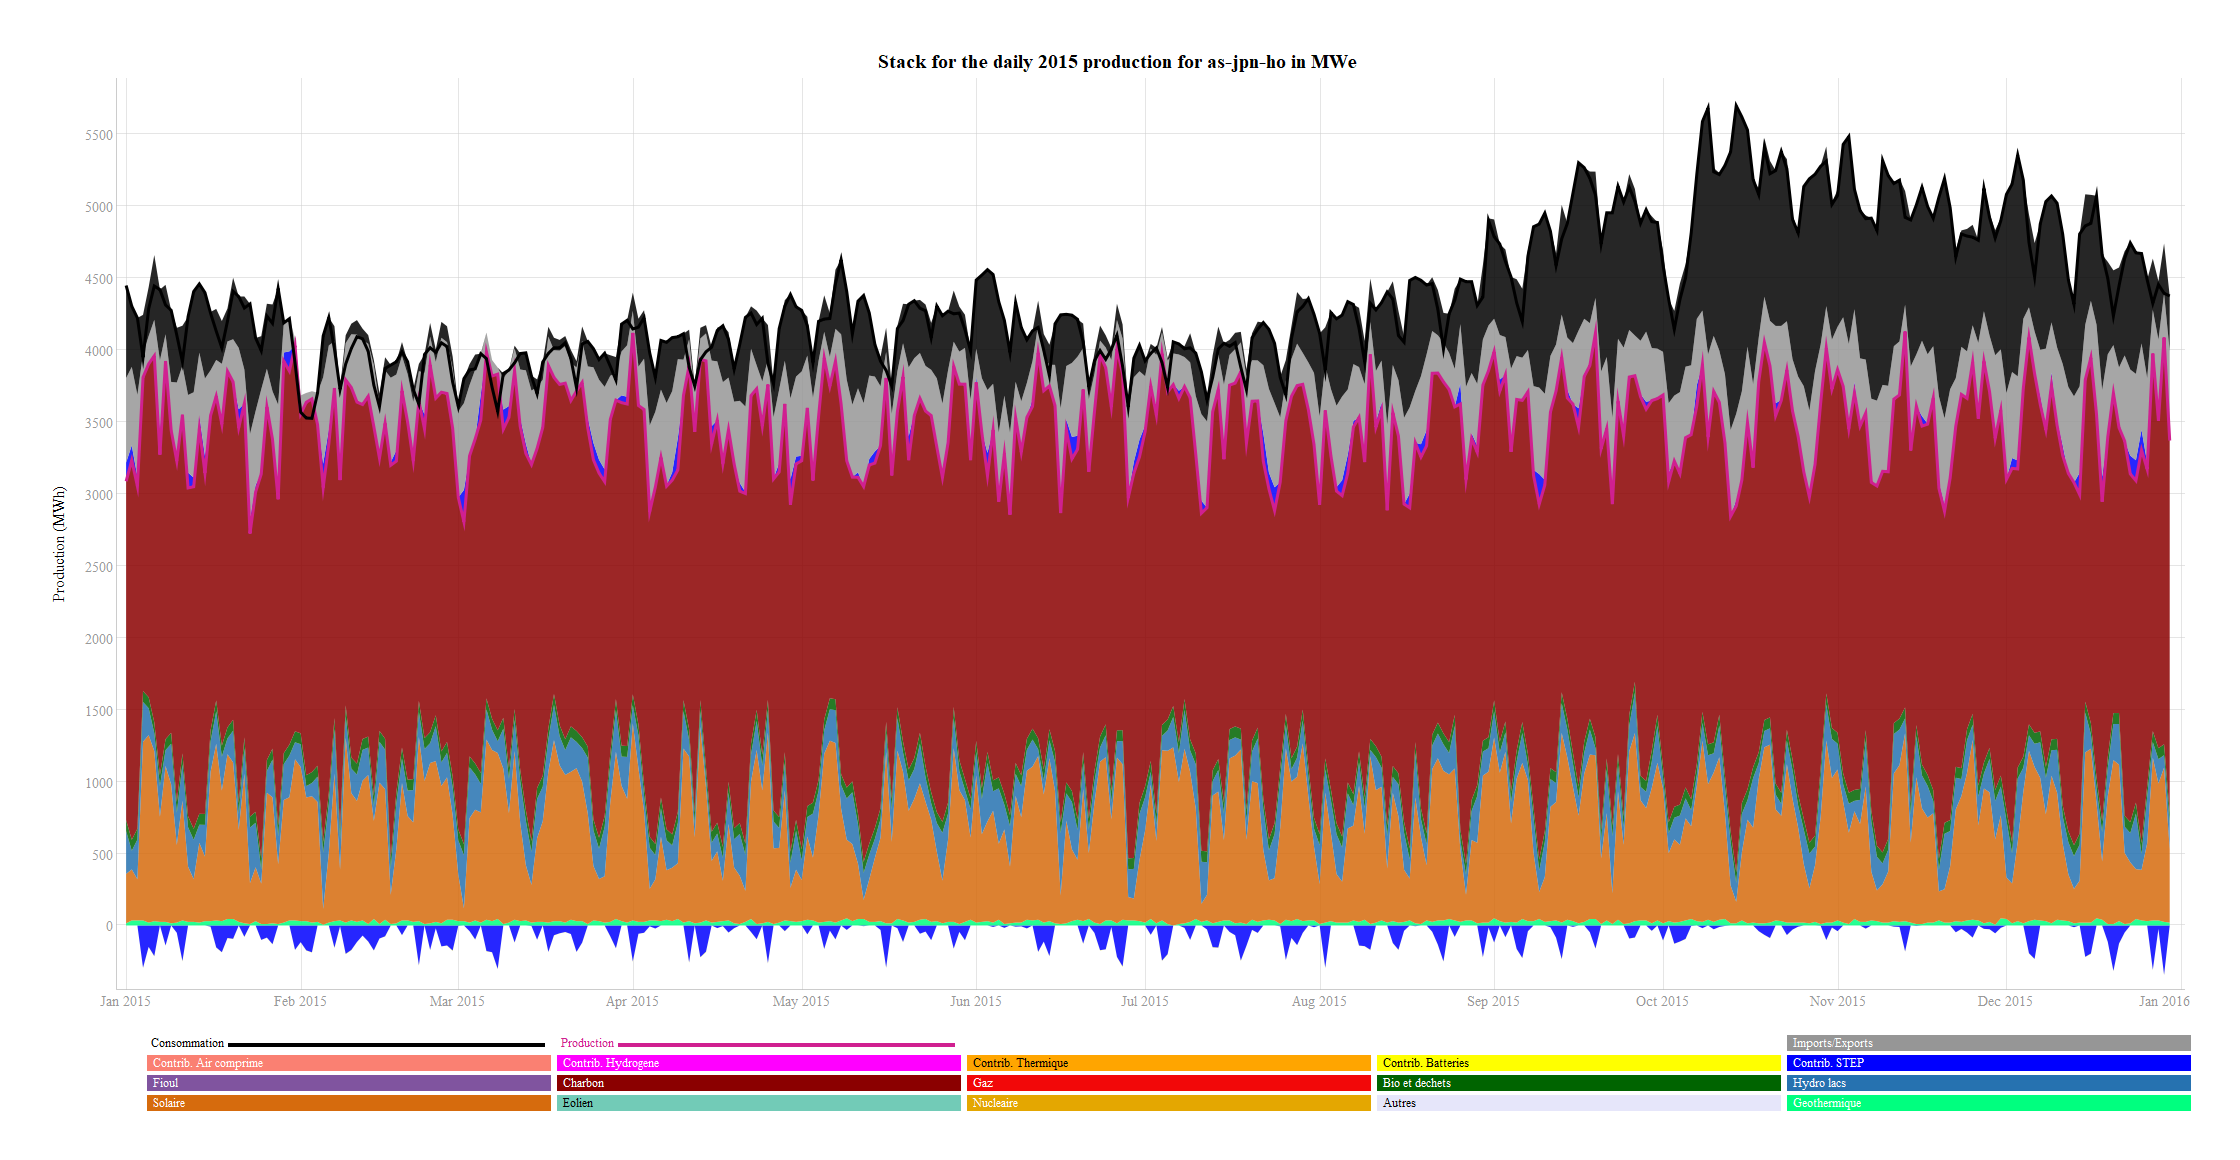 Stack for the daily 2015 production for as-jpn-ho in MWe
Production (MWh)
5500
5000
4500
4000
3500
3000
2500
2000
1500
1000
500
0
Jan 2015 Feb 2015 Mar 2015 Apr 2015 May 2015 Jun 2015 Jul 2015 Aug 2015 Sep 2015 Oct 2015 Nov 2015 Dec 2015 Jan 2016
Consommation Production Imports/Exports
Contrib. Air comprime Contrib. Hydrogene Contrib. Thermique Contrib. Batteries Contrib. STEP
Fioul Charbon Gaz Bio et dechets Hydro lacs
Solaire Eolien Nucleaire Autres Geothermique